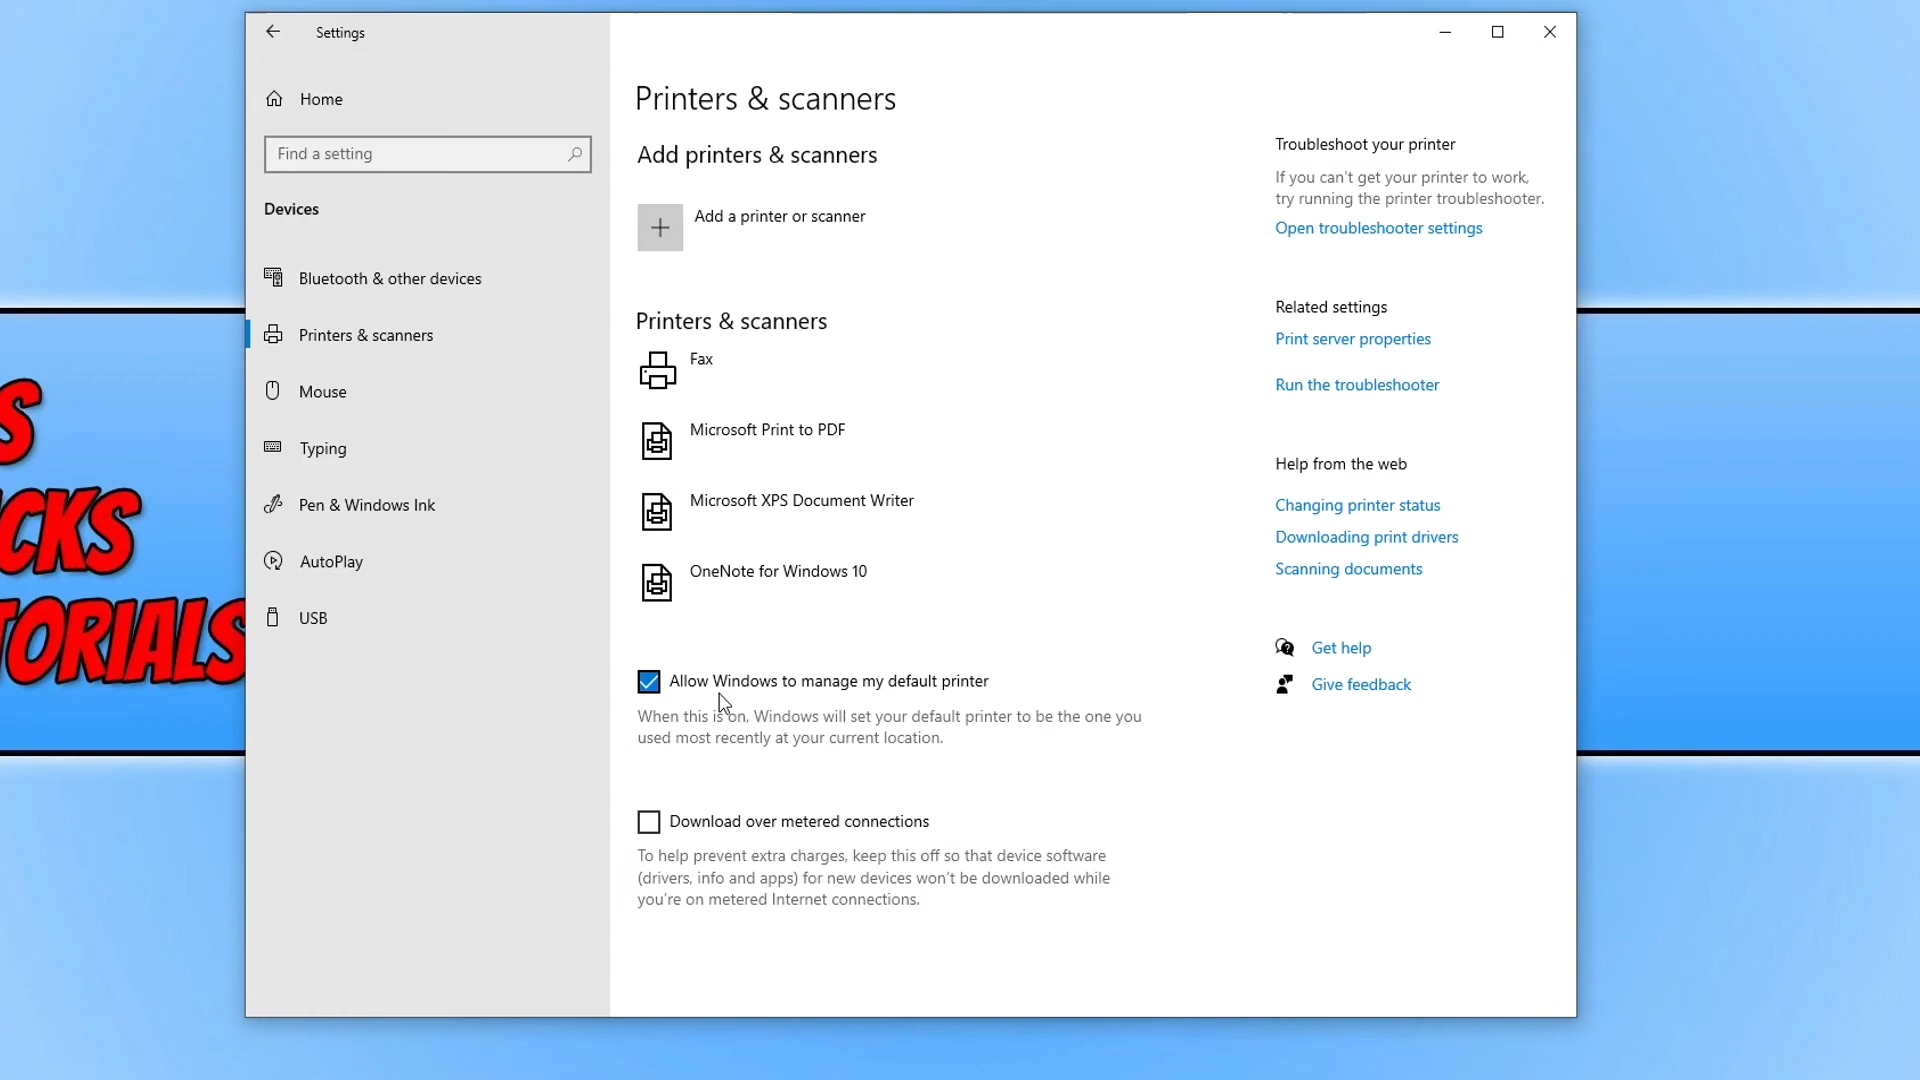 Settings
Home
Find a setting
Devices
Bluetooth & other devices
Printers & scanners
Mouse
Typing
Pen & Windows Ink
AutoPlay
USB
Printers & scanners
Add printers & scanners
Add a printer or scanner
Printers & scanners
Fax
Microsoft Print to PDF
Microsoft XPS Document Writer
OneNote for Windows 10
Allow Windows to manage my default printer
When this is on, Windows will set your default printer to be the one you
used most recently at your current location.
Download over metered connections
To help prevent extra charges, keep this off so that device software
(drivers, info and apps) for new devices won't be downloaded while
you're on metered Internet connections.
Troubleshoot your printer
If you can't get your printer to work,
try running the printer troubleshooter.
Open troubleshooter settings
Related settings
Print server properties
Run the troubleshooter
Help from the web
Changing printer status
Downloading print drivers
Scanning documents
Get help
Give feedback
S
CKS
TORIALS